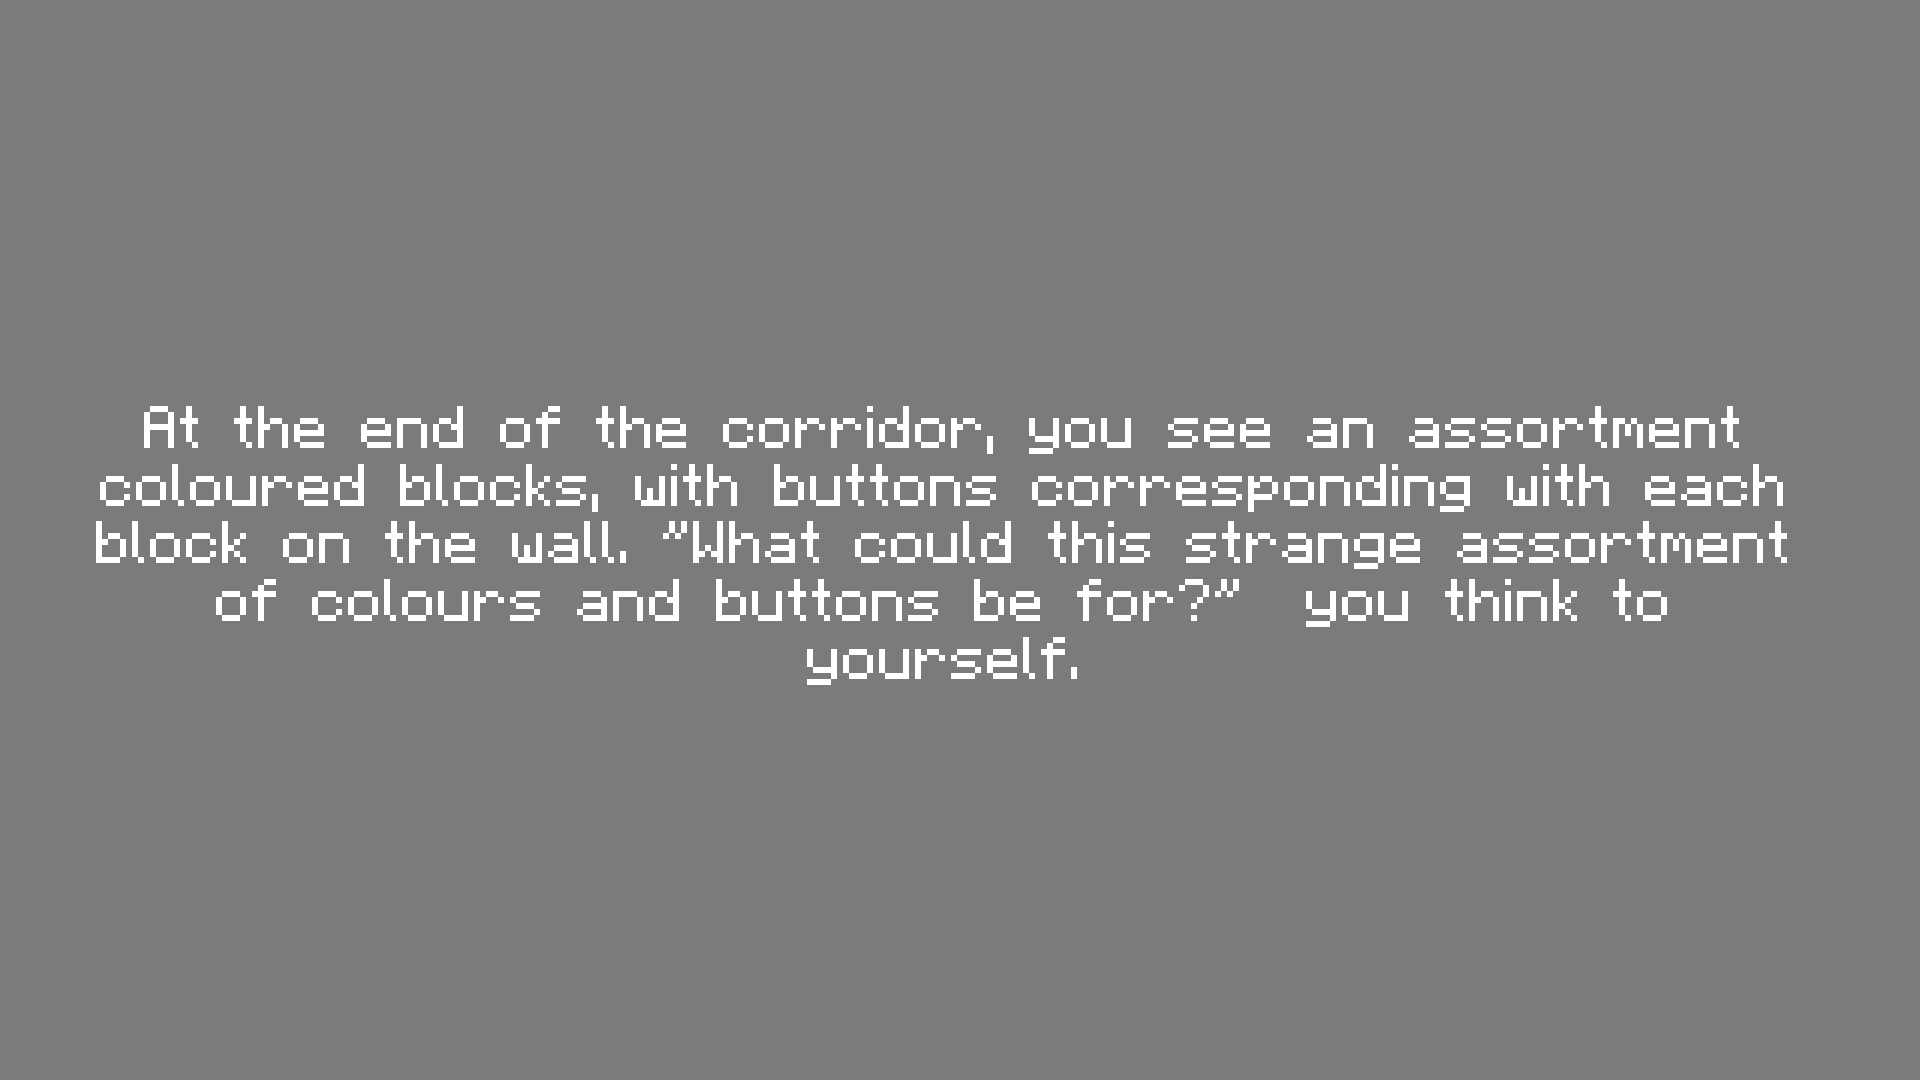 At the end of the corridor, you see an assortment
coloured blocks, with buttons corresponding with each
block on the wall. "What could this strange assortment
of colours and buttons be for?"  you think to
yourself.